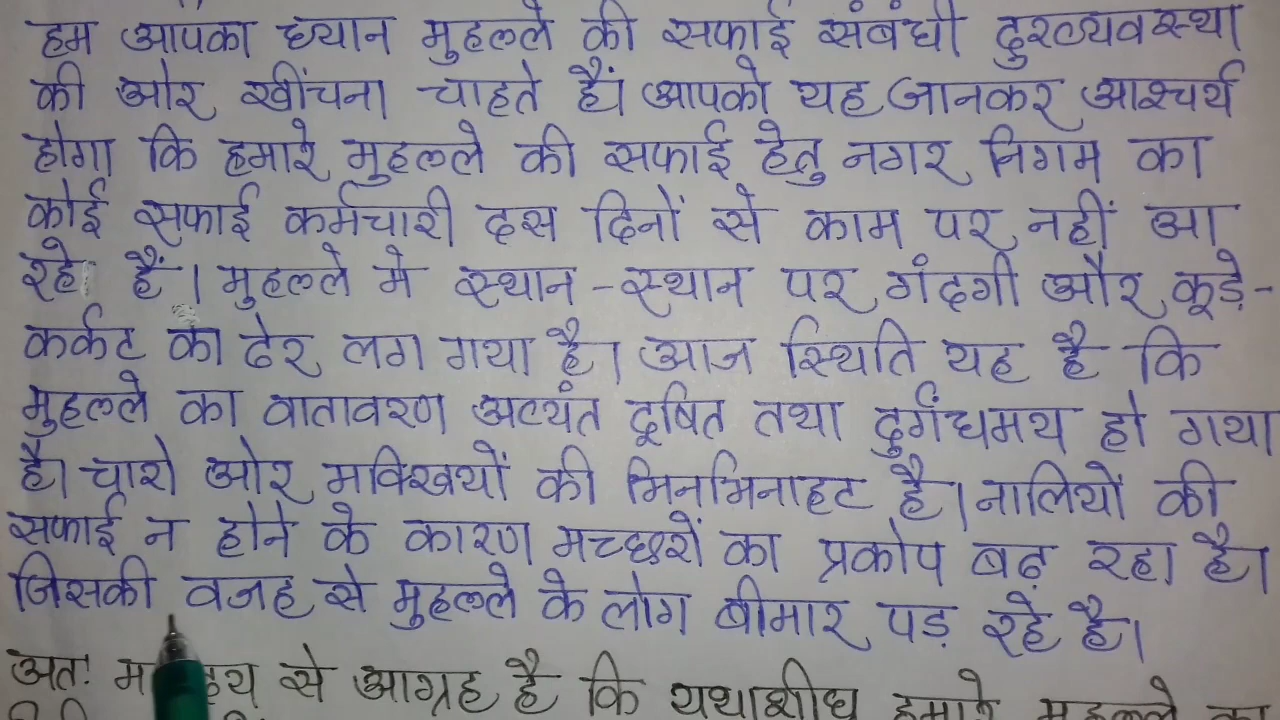 हम आपका ध्यान मुहल्ले की सफाई संबंधी दुरव्यवस्था
की ओर खींचना चाहते हैं। आपको यह जानकर आश्चर्य
होगा कि हमारे मुहल्ले की सफाई हेतु नगर निगम का
कोई सफाई कर्मचारी दस दिनों से काम पर नहीं आ
रहे हैं। मुहल्ले मे स्थान-स्थान पर गंदगी और कूड़े-
कर्कट का ढेर लग गया है। आज स्थिति यह है कि
मुहल्ले का वातावरण अत्यंत दूषित तथा दुर्गंधमय हो गया
है। चारो ओर मक्खियों की भिनभिनाहट है। नालियों की
सफाई न होने के कारण मच्छरों का प्रकोप बढ़ रहा है।
जिसकी वजह से मुहल्ले के लोग बीमार पड़ रहे है।
अतः से आग्रह है कि यथाशीघ्र हमारे मुहल्ले का